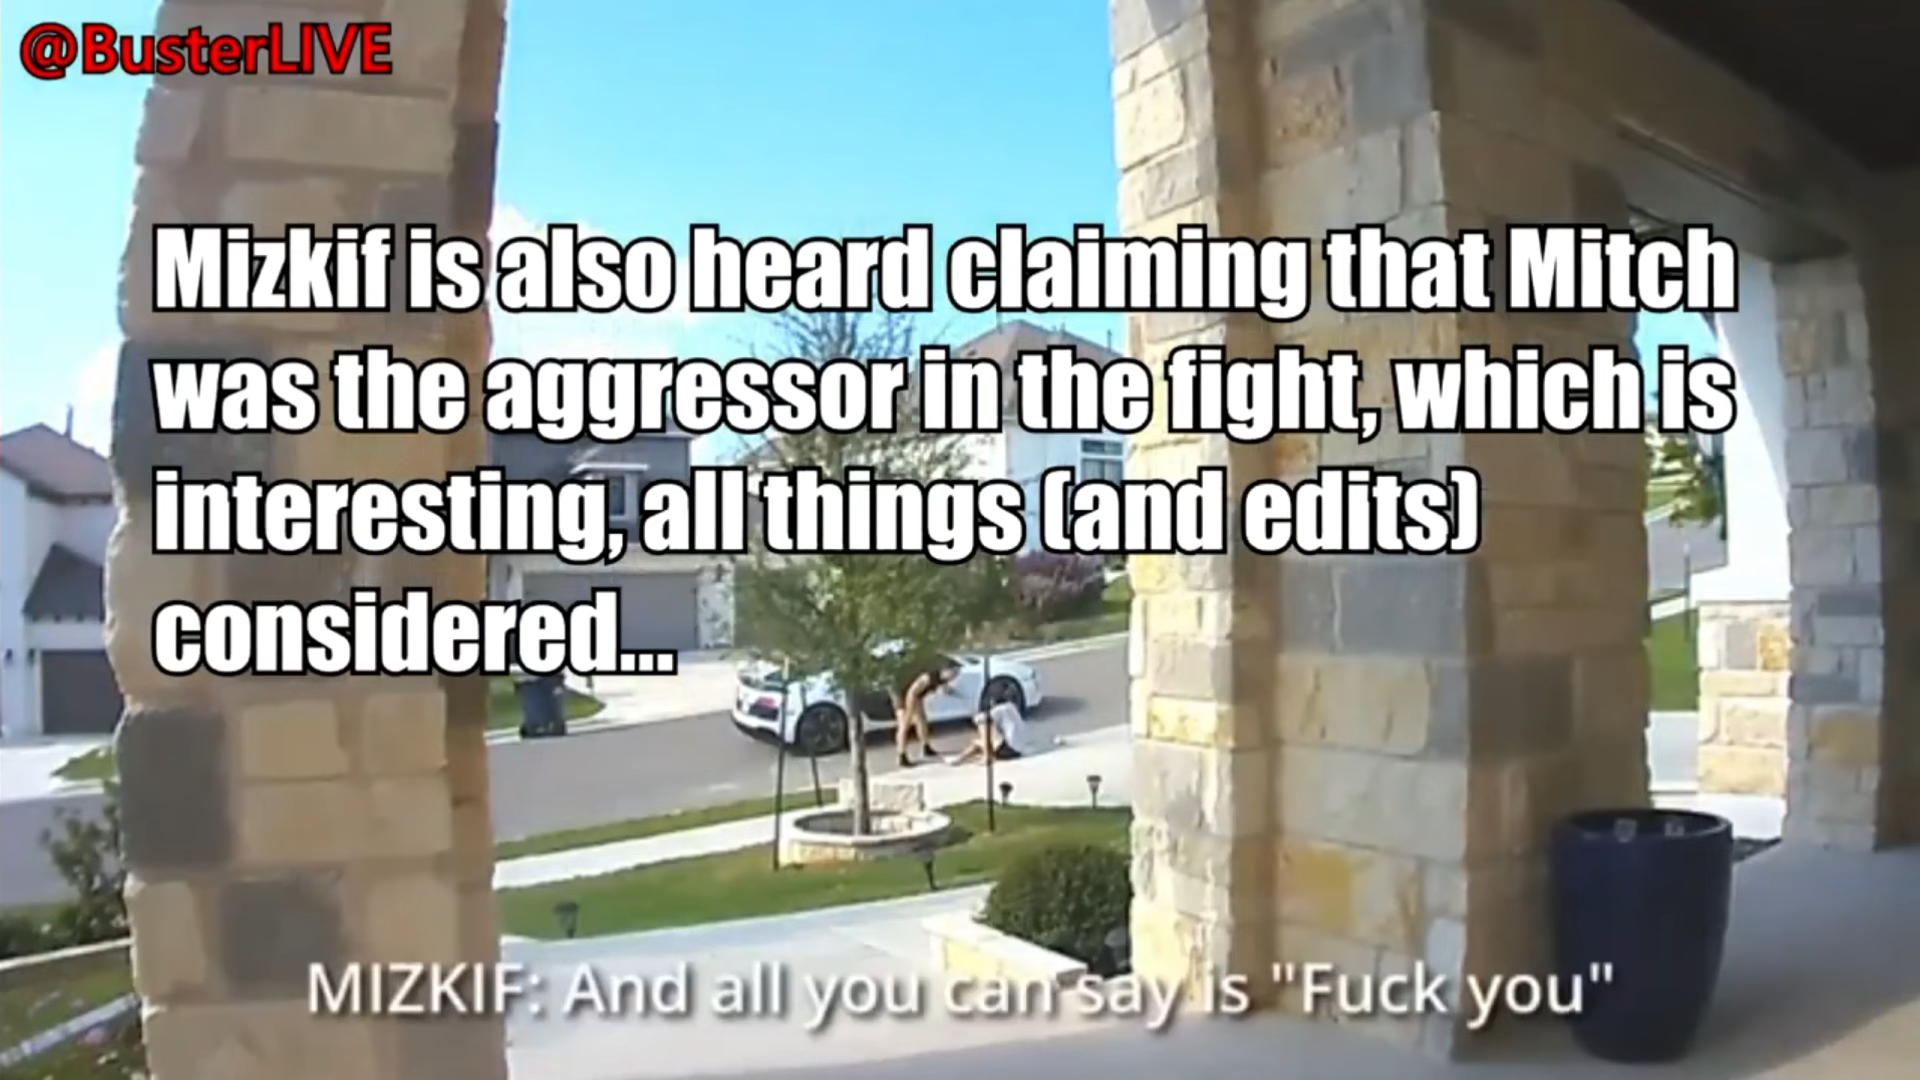 @BusterLIVE
Mizkif is also heard claiming that Mitch
was the aggressor in the fight, which is
interesting, all things (and edits)
considered...
MIZKIF: And all you can say is "Fuck you"